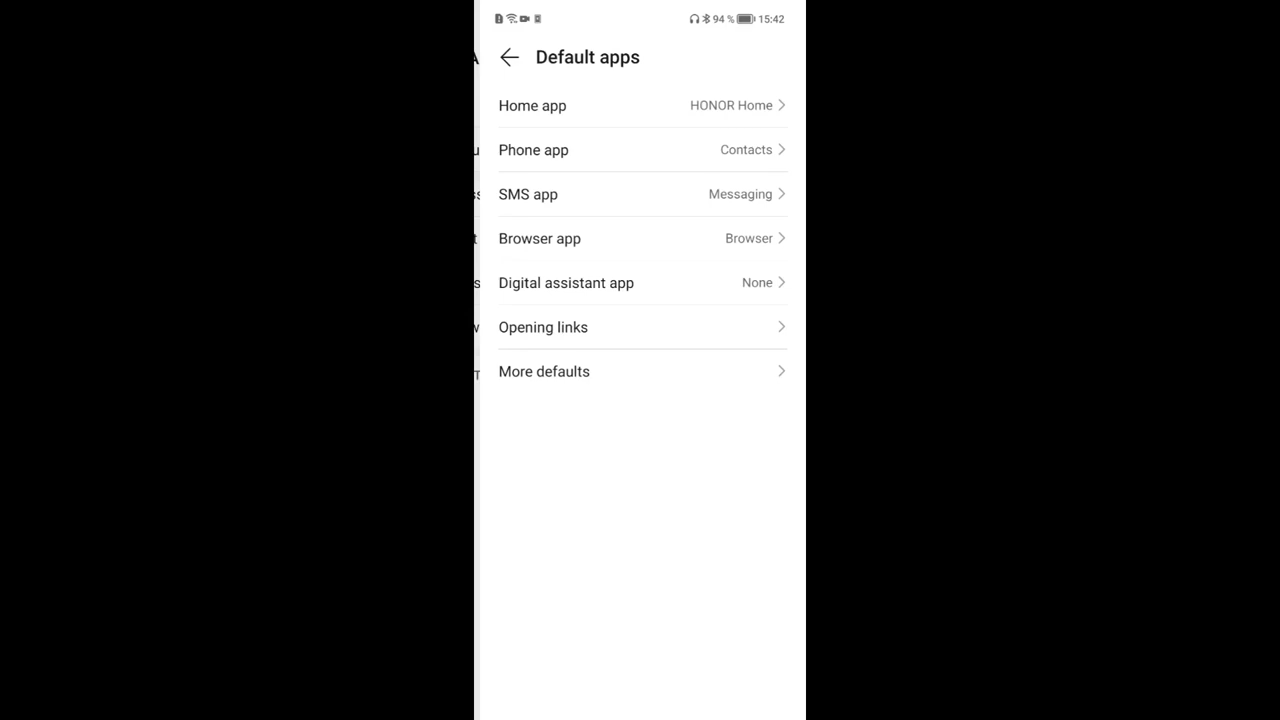 94 % 15:42
Default apps
Home app HONOR Home
Phone app Contacts
SMS app Messaging
Browser app Browser
Digital assistant app None
Opening links
More defaults